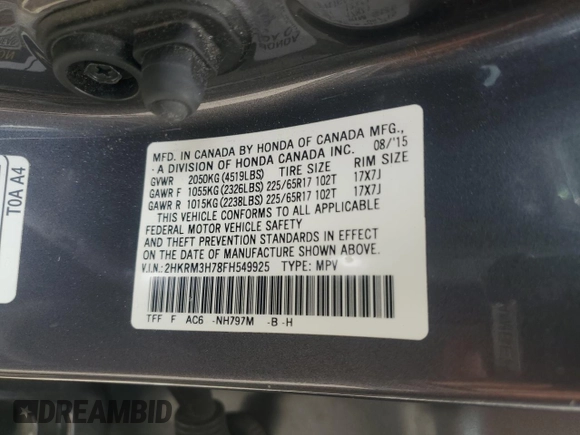 MFD. IN CANADA BY HONDA OF CANADA MFG.,
A DIVISION OF HONDA CANADA INC. 08/'15
GVWR 2050KG(4519LBS) TIRE SIZE RIM SIZE
GAWR F 1055KG(2326LBS) 225/65R17 102T 17X7J
GAWR R 1015KG(2238LBS) 225/65R17 102T 17X7J
THIS VEHICLE CONFORMS TO ALL APPLICABLE
FEDERAL MOTOR VEHICLE SAFETY
AND THEFT PREVENTION STANDARDS IN EFFECT
ON THE DATE OF MANUFACTURE SHOWN ABOVE.
V.I.N.:2HKRM3H78FH549925 TYPE: MPV
TFF F AC6 -NH797M -B -H
TOA A4
DREAMBID